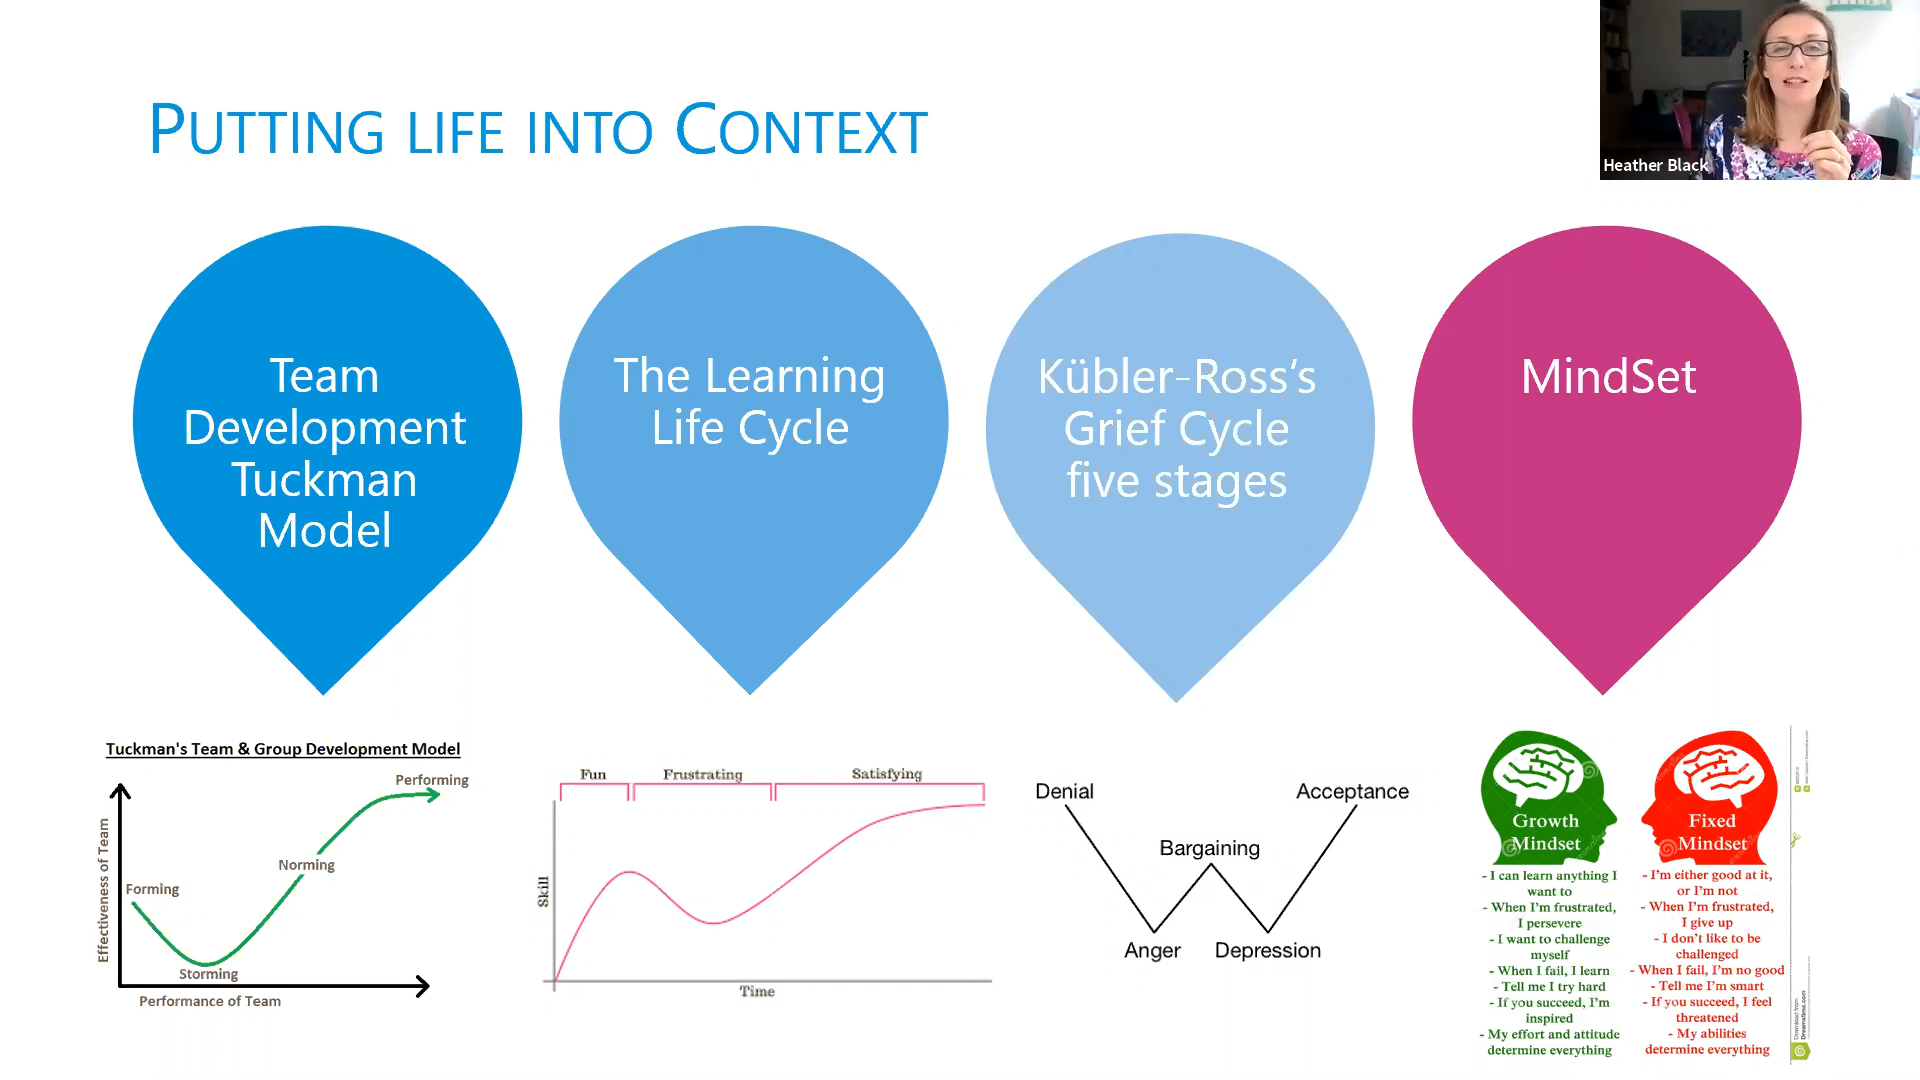 PUTTING LIFE INTO CONTEXT
Heather Black
Team
Development
Tuckman
Model
The Learning
Life Cycle
Kübler-Ross’s
Grief Cycle
five stages
MindSet
Tuckman's Team & Group Development Model
Effectiveness of Team
Forming
Storming
Norming
Performing
Performance of Team
Fun
Frustrating
Satisfying
Skill
Time
Denial
Anger
Bargaining
Depression
Acceptance
Growth
Mindset
- I can learn anything I
want to
- When I'm frustrated,
I persevere
- I want to challenge
myself
- When I fail, I learn
- Tell me I try hard
- If you succeed, I'm
inspired
- My effort and attitude
determine everything
Fixed
Mindset
- I'm either good at it,
or I'm not
- When I'm frustrated,
I give up
- I don't like to be
challenged
- When I fail, I'm no good
- Tell me I'm smart
- If you succeed, I feel
threatened
- My abilities
determine everything
Download from
Dreamstime.com